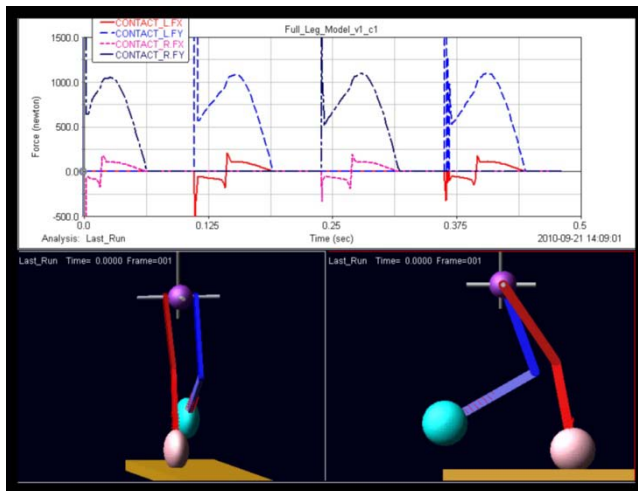 CONTACT_L.FX
CONTACT_L.FY
CONTACT_R.FX
CONTACT_R.FY
Full_Leg_Model_v1_c1
1500.0
1000.0
500.0
0.0
-500.0
Force (newton)
0.0
0.125
0.25
0.375
0.5
Analysis: Last_Run
Time (sec)
2010-09-21 14:09:01
Last_Run Time= 0.0000 Frame=001
Last_Run Time= 0.0000 Frame=001